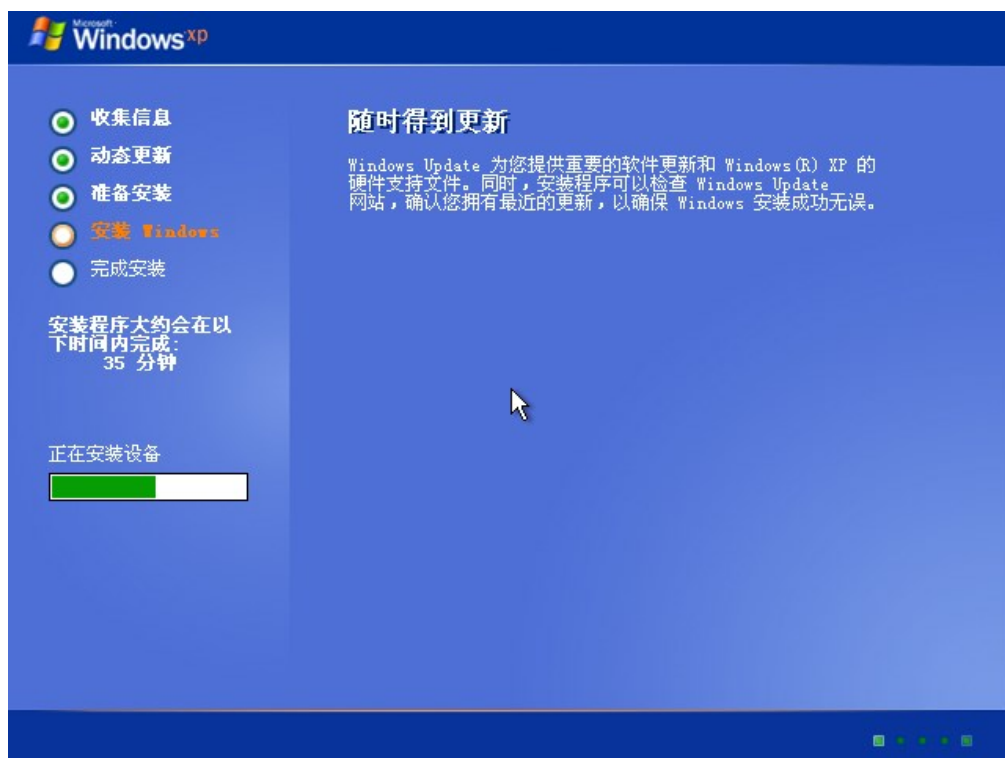 Microsoft
Windows xp
收集信息
动态更新
准备安装
安装 Windows
完成安装
安装程序大约会在以
下时间内完成:
35 分钟
正在安装设备
随时得到更新
Windows Update 为您提供重要的软件更新和 Windows(R) XP 的
硬件支持文件。同时，安装程序可以检查 Windows Update
网站，确认您拥有最近的更新，以确保 Windows 安装成功无误。